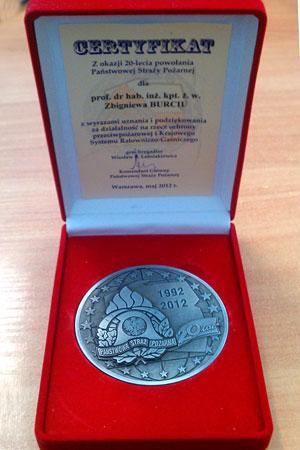 CERTYFIKAT
Z okazji 20-lecia powołania
Państwowej Straży Pożarnej
dla
prof. dr hab. inż. kpt. ż. w.
Zbigniewa BURCIU
z wyrazami uznania i podziękowania
za działalność na rzecz ochrony
przeciwpożarowej i Krajowego
Systemu Ratowniczo-Gaśniczego
gen. brygadier
Wiesław B. Leśniakiewicz
Komendant Główny
Państwowej Straży Pożarnej
Warszawa, maj 2012 r.
1992
2012
PAŃSTWOWA STRAŻ POŻARNA